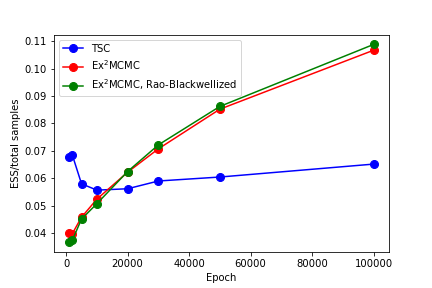 0.11
0.10
0.09
0.08
0.07
0.06
0.05
0.04
ESS/total samples
TSC
Ex²MCMC
Ex²MCMC, Rao-Blackwellized
0 20000 40000 60000 80000 100000
Epoch